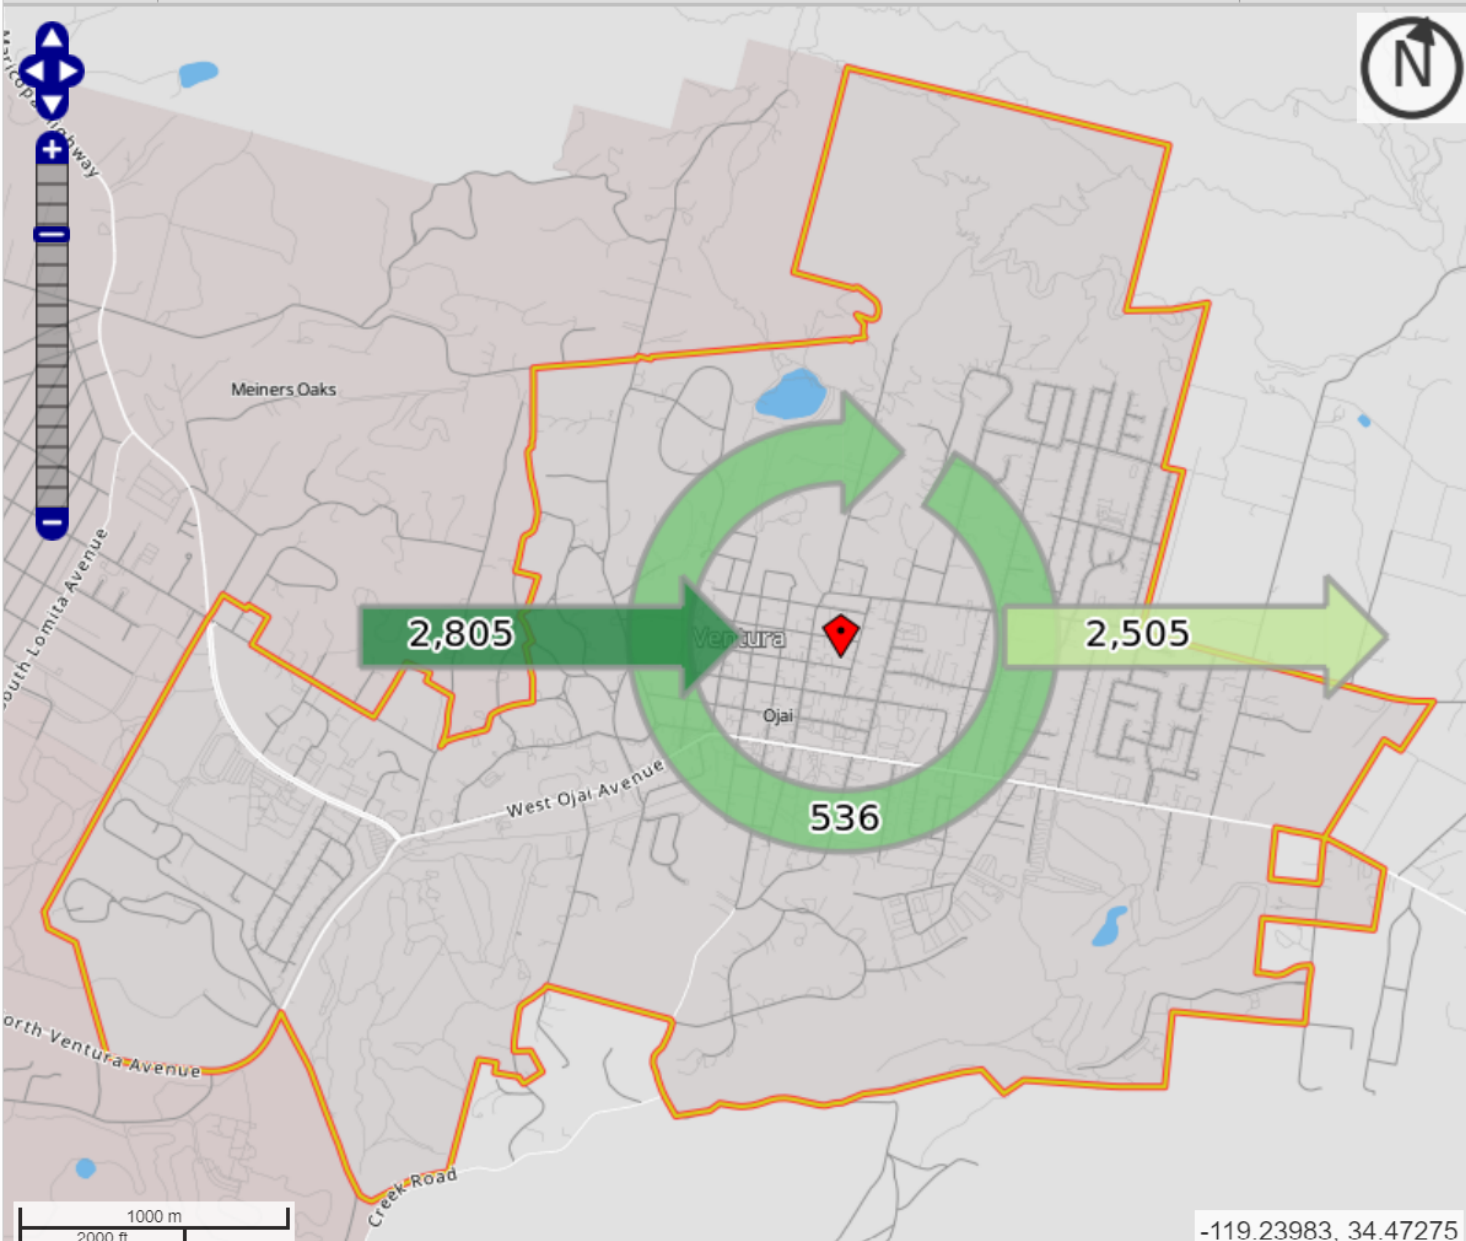 N
Maricopa Highway
+
Meiners Oaks
South Lomita Avenue
2,805
Ventura
2,505
Ojai
West Ojai Avenue
536
North Ventura Avenue
Creek Road
1000 m
2000 ft
-119.23983, 34.47275